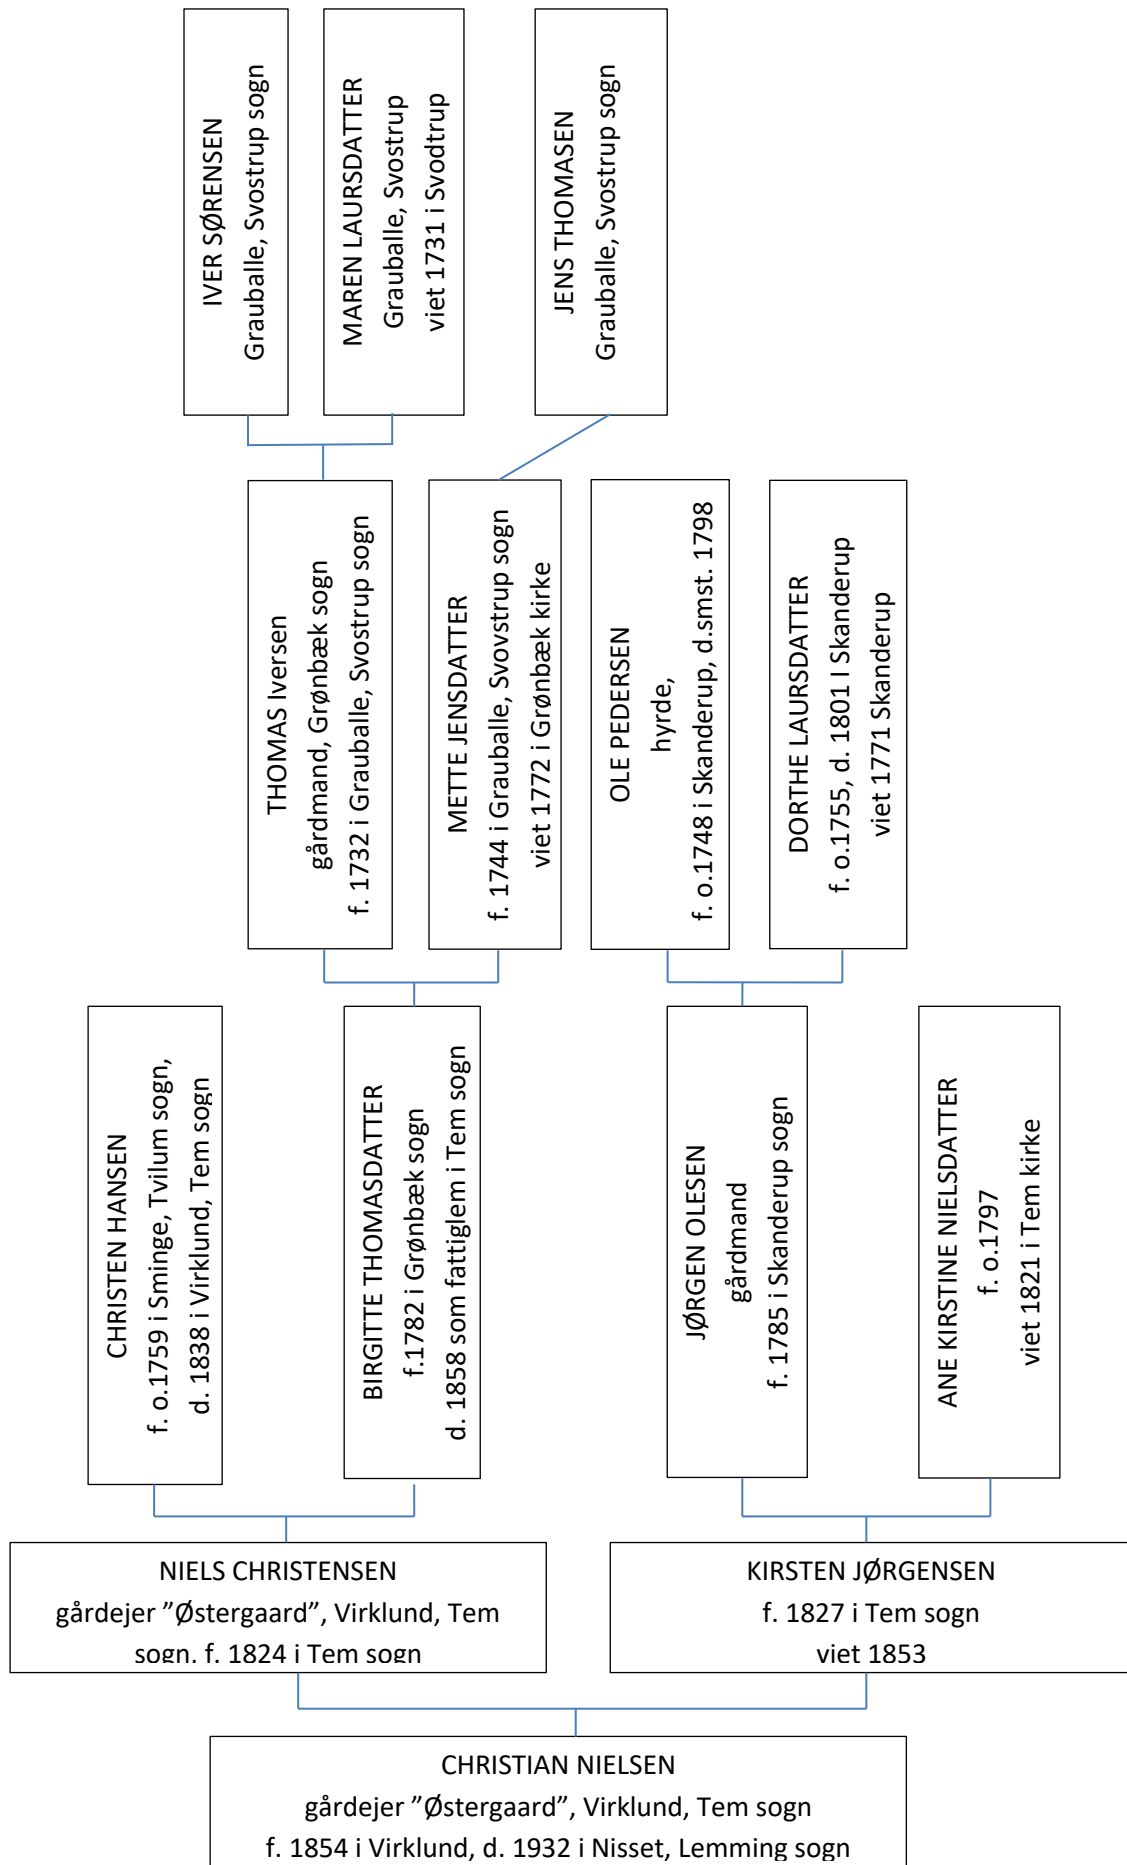 IVER SØRENSEN
Grauballe, Svostrup sogn
MAREN LAURSDATTER
Grauballe, Svostrup
viet 1731 i Svodtrup
JENS THOMASEN
Grauballe, Svostrup sogn
THOMAS Iversen
gårdmand, Grønbæk sogn
f. 1732 i Grauballe, Svostrup sogn
METTE JENSDATTER
f. 1744 i Grauballe, Svovstrup sogn
viet 1772 i Grønbæk kirke
OLE PEDERSEN
hyrde,
f. o.1748 i Skanderup, d.smst. 1798
DORTHE LAURSDATTER
f. o.1755, d. 1801 I Skanderup
viet 1771 Skanderup
CHRISTEN HANSEN
f. o.1759 i Sminge, Tvilum sogn,
d. 1838 i Virklund, Tem sogn
BIRGITTE THOMASDATTER
f.1782 i Grønbæk sogn
d. 1858 som fattiglem i Tem sogn
JØRGEN OLESEN
gårdmand
f. 1785 i Skanderup sogn
ANE KIRSTINE NIELSDATTER
f. o.1797
viet 1821 i Tem kirke
NIELS CHRISTENSEN
gårdejer ”Østergaard”, Virklund, Tem
sogn. f. 1824 i Tem sogn
KIRSTEN JØRGENSEN
f. 1827 i Tem sogn
viet 1853
CHRISTIAN NIELSEN
gårdejer ”Østergaard”, Virklund, Tem sogn
f. 1854 i Virklund, d. 1932 i Nisset, Lemming sogn